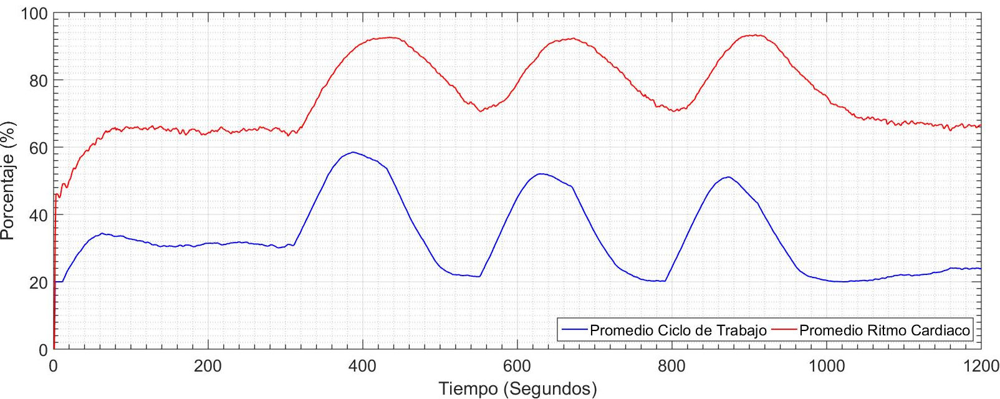 100
80
60
40
20
0
Porcentaje (%)
0 200 400 600 800 1000 1200
Tiempo (Segundos)
Promedio Ciclo de Trabajo Promedio Ritmo Cardiaco